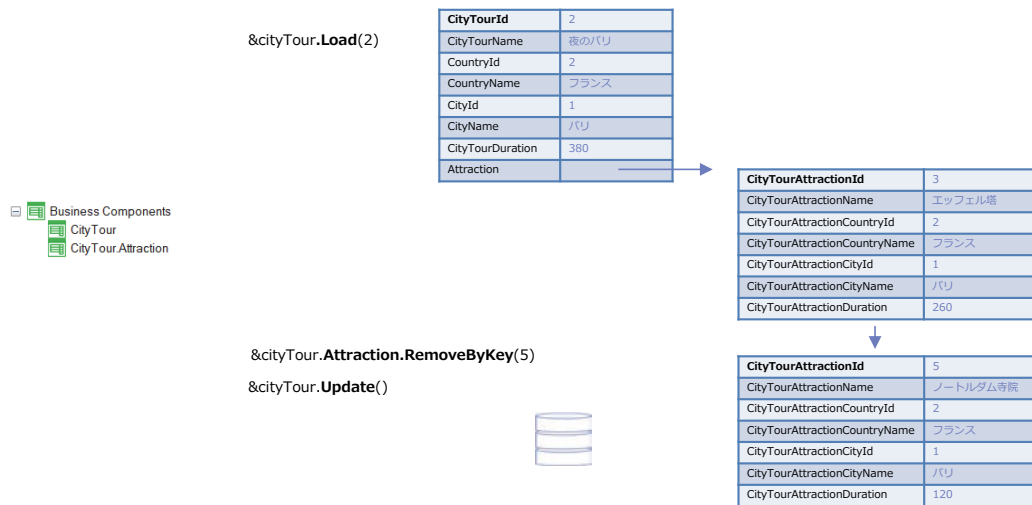 &cityTour.Load(2)
CityTourId 2
CityTourName 夜のパリ
CountryId 2
CountryName フランス
CityId 1
CityName パリ
CityTourDuration 380
Attraction
Business Components
CityTour
CityTour.Attraction
CityTourAttractionId 3
CityTourAttractionName エッフェル塔
CityTourAttractionCountryId 2
CityTourAttractionCountryName フランス
CityTourAttractionCityId 1
CityTourAttractionCityName パリ
CityTourAttractionDuration 260
&cityTour.Attraction.RemoveByKey(5)
&cityTour.Update()
CityTourAttractionId 5
CityTourAttractionName ノートルダム寺院
CityTourAttractionCountryId 2
CityTourAttractionCountryName フランス
CityTourAttractionCityId 1
CityTourAttractionCityName パリ
CityTourAttractionDuration 120